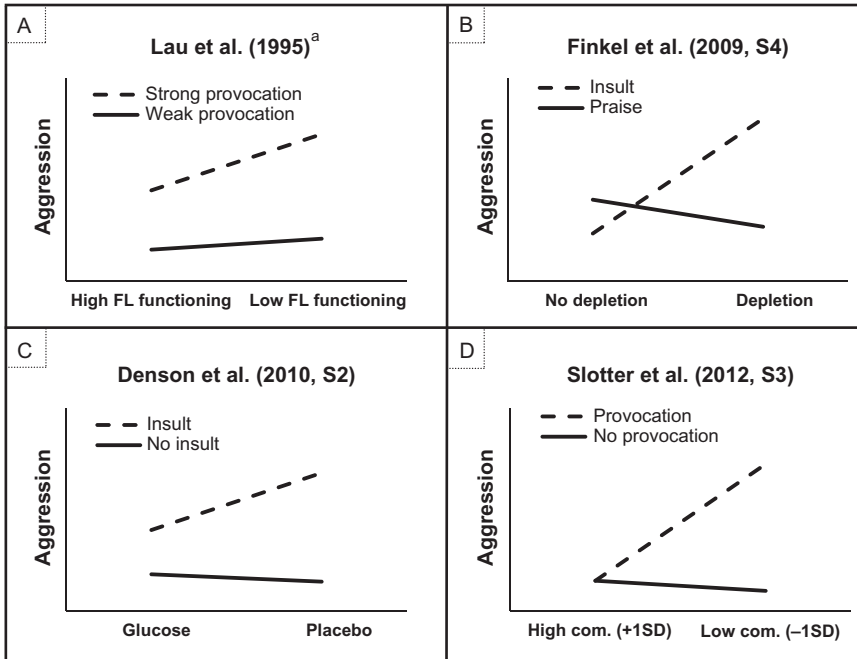 A
Lau et al. (1995)a
Strong provocation
Weak provocation
Aggression
High FL functioning Low FL functioning
B
Finkel et al. (2009, S4)
Insult
Praise
Aggression
No depletion Depletion
C
Denson et al. (2010, S2)
Insult
No insult
Aggression
Glucose Placebo
D
Slotter et al. (2012, S3)
Provocation
No provocation
Aggression
High com. (+1SD) Low com. (−1SD)